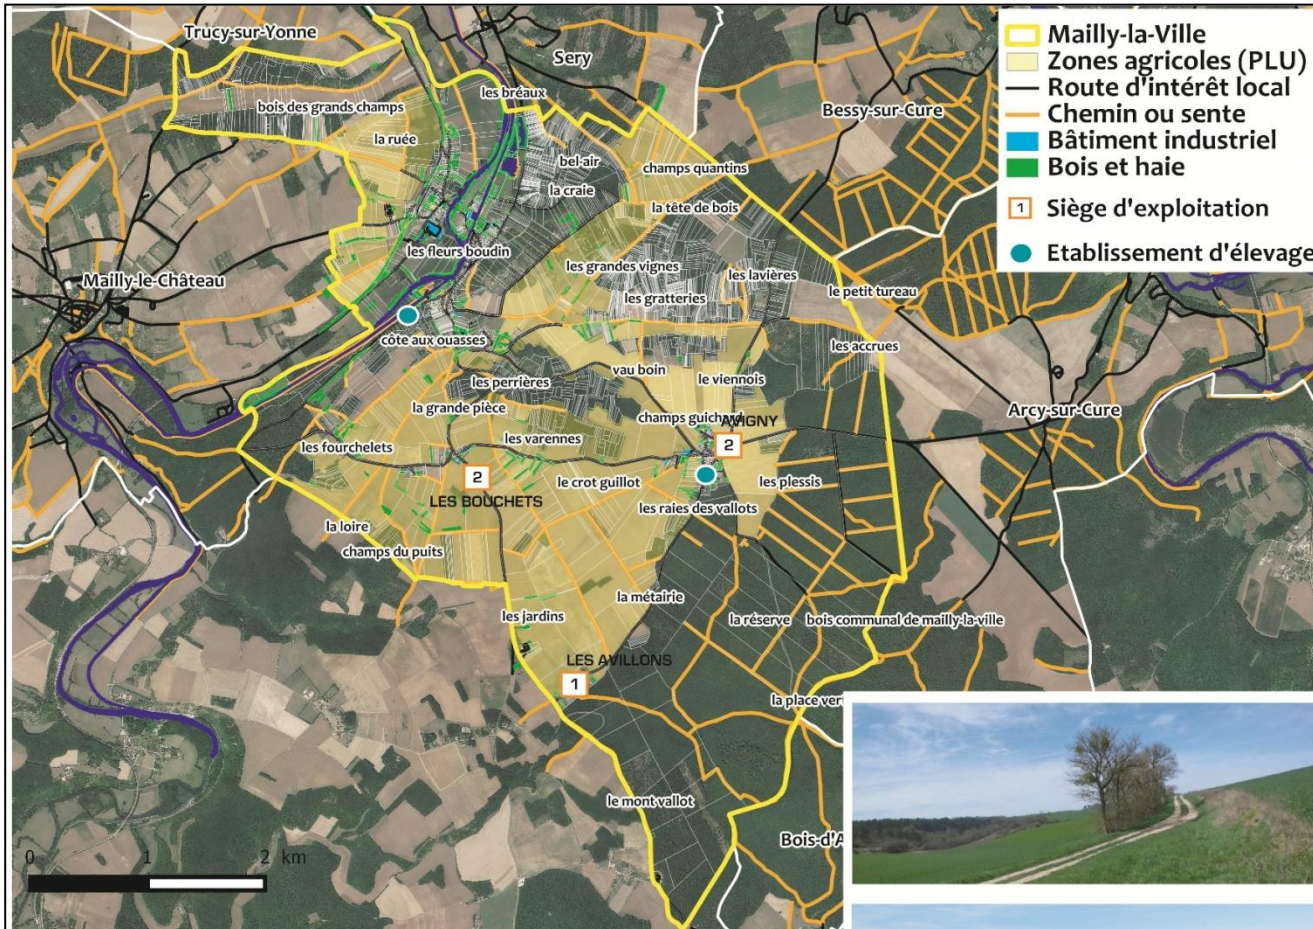 Trucy-sur-Yonne
Sery
les bréaux
bois des grands champs
la ruée
Bessy-sur-Cure
bel-air
champs quantins
la craie
la tête de bois
les fleurs boudin
les grandes vignes
les lavières
Mailly-le-Château
les gratteries
le petit tureau
côte aux ouasses
les accrues
vau boin
les perrières
le viennois
la grande pièce
champs guichard
Arcy-sur-Cure
AVIGNY
les fourchelets
les varennes
2
2
le crot guillot
les plessis
LES BOUCHETS
les raies des vallots
la loire
champs du puits
la métairie
les jardins
la réserve
bois communal de mailly-la-ville
LES AVILLONS
1
la place vert
le mont vallot
Bois-d'A
0 1 2 km
Mailly-la-Ville
Zones agricoles (PLU)
Route d'intérêt local
Chemin ou sente
Bâtiment industriel
Bois et haie
1 Siège d'exploitation
Etablissement d'élevage